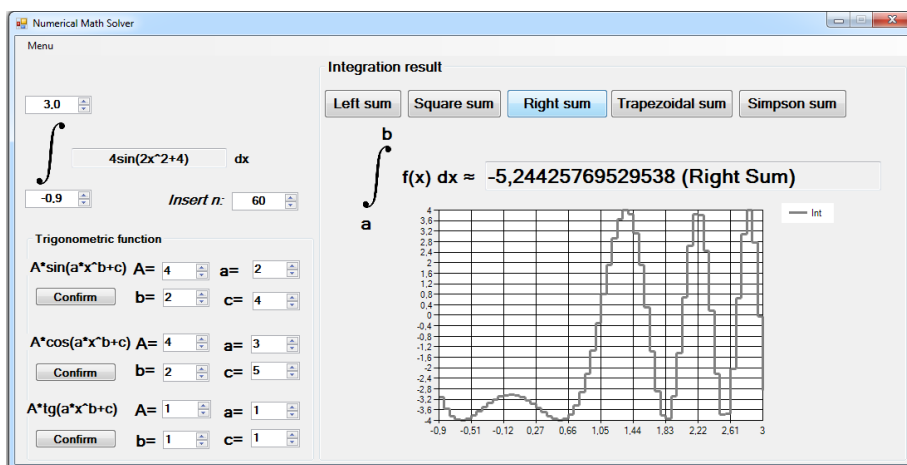 Numerical Math Solver
Menu
3,0
4sin(2x^2+4) dx
-0,9
Insert n: 60
Trigonometric function
A*sin(a*x^b+c) A= 4 a= 2
Confirm b= 2 c= 4
A*cos(a*x^b+c) A= 4 a= 3
Confirm b= 2 c= 5
A*tg(a*x^b+c) A= 1 a= 1
Confirm b= 1 c= 1
Integration result
Left sum Square sum Right sum Trapezoidal sum Simpson sum
b
f(x) dx ≈ -5,24425769529538 (Right Sum)
a
4
3,6
3,2
2,8
2,4
2
1,6
1,2
0,8
0,4
0
-0,4
-0,8
-1,2
-1,6
-2
-2,4
-2,8
-3,2
-3,6
-4
-0,9 -0,51 -0,12 0,27 0,66 1,05 1,44 1,83 2,22 2,61 3
Int